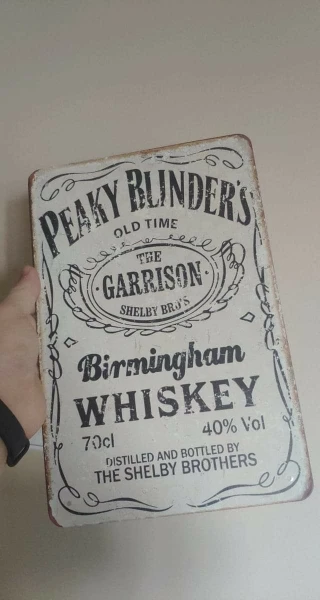 PEAKY BLINDER'S
OLD TIME
THE
GARRISON
SHELBY BRO'S
Birmingham
WHISKEY
70cl 40% Vol
DISTILLED AND BOTTLED BY
THE SHELBY BROTHERS